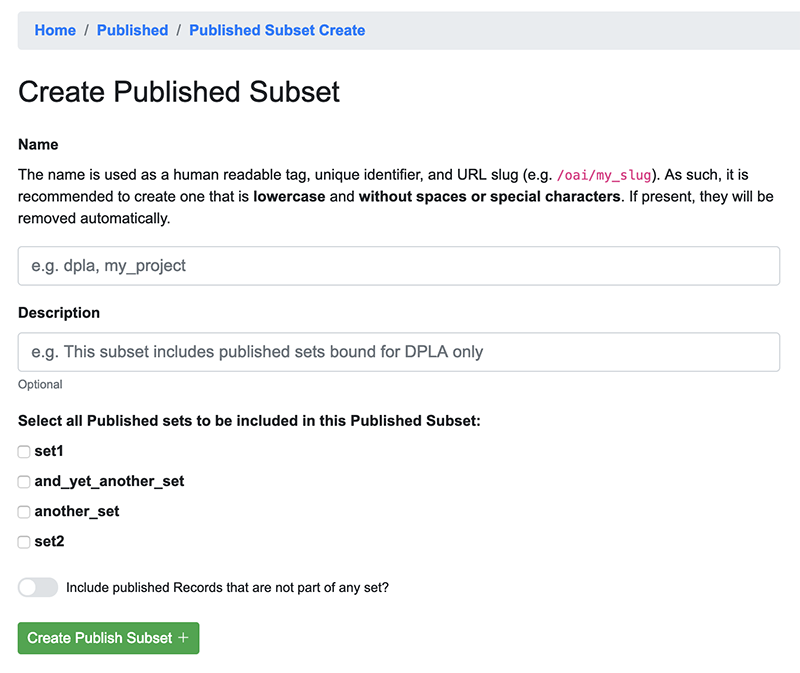 Home / Published / Published Subset Create
Create Published Subset
Name
The name is used as a human readable tag, unique identifier, and URL slug (e.g. /oai/my_slug). As such, it is
recommended to create one that is lowercase and without spaces or special characters. If present, they will be
removed automatically.
e.g. dpla, my_project
Description
e.g. This subset includes published sets bound for DPLA only
Optional
Select all Published sets to be included in this Published Subset:
set1
and_yet_another_set
another_set
set2
Include published Records that are not part of any set?
Create Publish Subset +